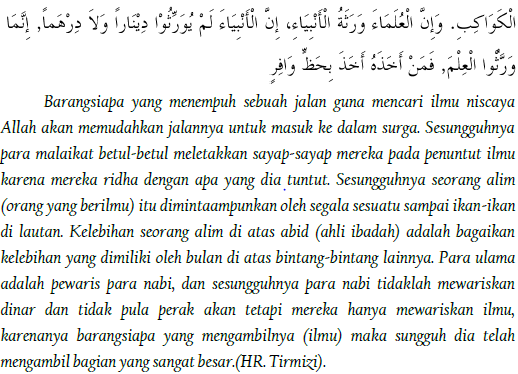 الْكَوَاكِبِ. وَإِنَّ الْعُلَمَاءَ وَرَثَةُ الْأَنْبِيَاءِ، إِنَّ الْأَنْبِيَاءَ لَمْ يُوَرِّثُوْا دِيْنَاراً وَلاَ دِرْهَماً, إِنَّمَا
وَرَّثُوا الْعِلْمَ, فَمَنْ أَخَذَهُ أَخَذَ بِحَظٍّ وَافِرٍ
Barangsiapa yang menempuh sebuah jalan guna mencari ilmu niscaya
Allah akan memudahkan jalannya untuk masuk ke dalam surga. Sesungguhnya
para malaikat betul-betul meletakkan sayap-sayap mereka pada penuntut ilmu
karena mereka ridha dengan apa yang dia tuntut. Sesungguhnya seorang alim
(orang yang berilmu) itu dimintaampunkan oleh segala sesuatu sampai ikan-ikan
di lautan. Kelebihan seorang alim di atas abid (ahli ibadah) adalah bagaikan
kelebihan yang dimiliki oleh bulan di atas bintang-bintang lainnya. Para ulama
adalah pewaris para nabi, dan sesungguhnya para nabi tidaklah mewariskan
dinar dan tidak pula perak akan tetapi mereka hanya mewariskan ilmu,
karenanya barangsiapa yang mengambilnya (ilmu) maka sungguh dia telah
mengambil bagian yang sangat besar.(HR. Tirmizi).